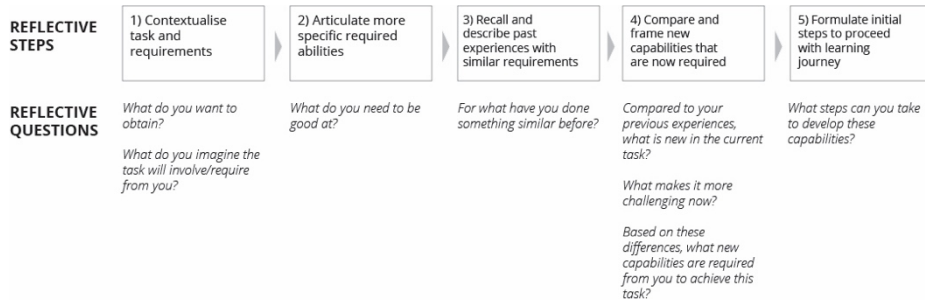 REFLECTIVE
STEPS
1) Contextualise
task and
requirements
2) Articulate more
specific required
abilities
3) Recall and
describe past
experiences with
similar requirements
4) Compare and
frame new
capabilities that
are now required
5) Formulate initial
steps to proceed
with learning
journey
REFLECTIVE
QUESTIONS
What do you want to
obtain?
What do you imagine the
task will involve/require
from you?
What do you need to be
good at?
For what have you done
something similar before?
Compared to your
previous experiences,
what is new in the current
task?
What makes it more
challenging now?
Based on these
differences, what new
capabilities are required
from you to achieve this
task?
What steps can you take
to develop these
capabilities?